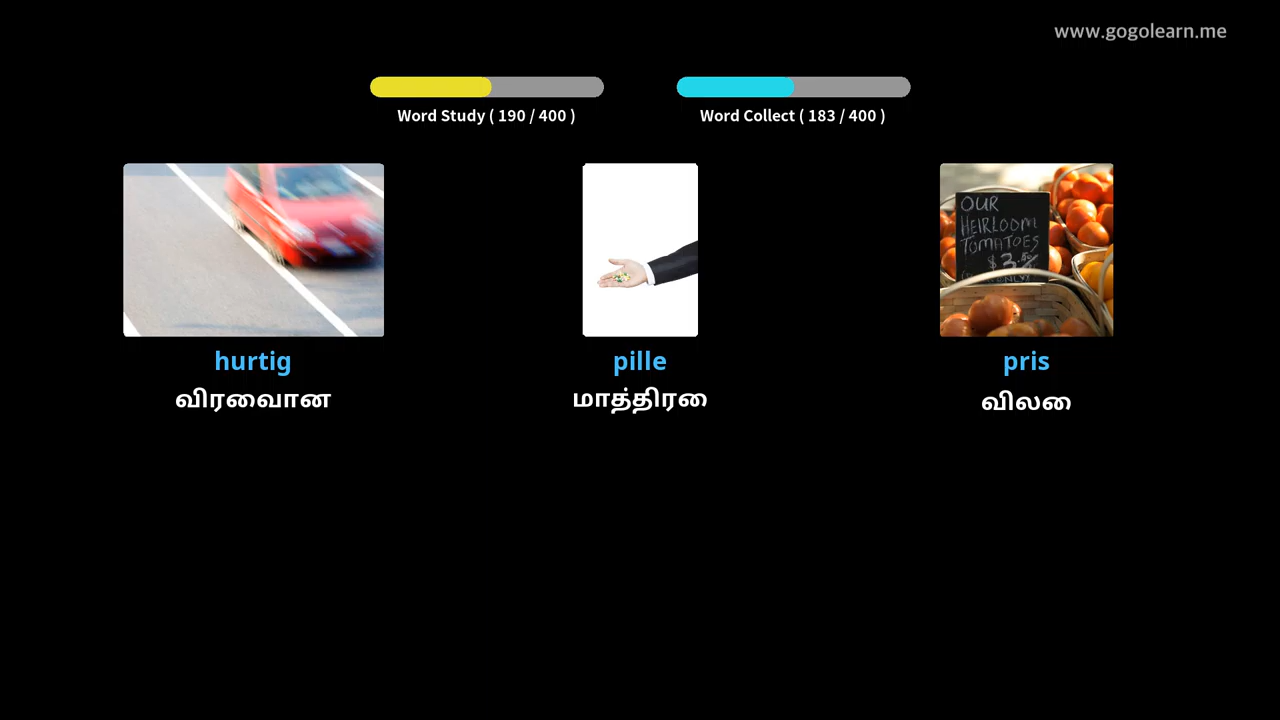 www.gogolearn.me
Word Study ( 190 / 400 )
Word Collect ( 183 / 400 )
OUR
HEIRLOOM
TOMATOES
hurtig
pille
pris
விரைவான
மாத்திரை
விலை